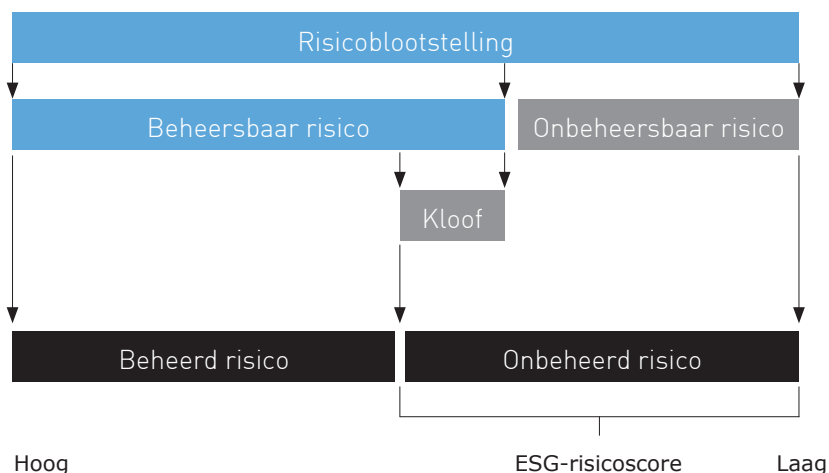 Risicoblootstelling
Beheersbaar risico
Onbeheersbaar risico
Kloof
Beheerd risico
Onbeheerd risico
Hoog
ESG-risicoscore
Laag